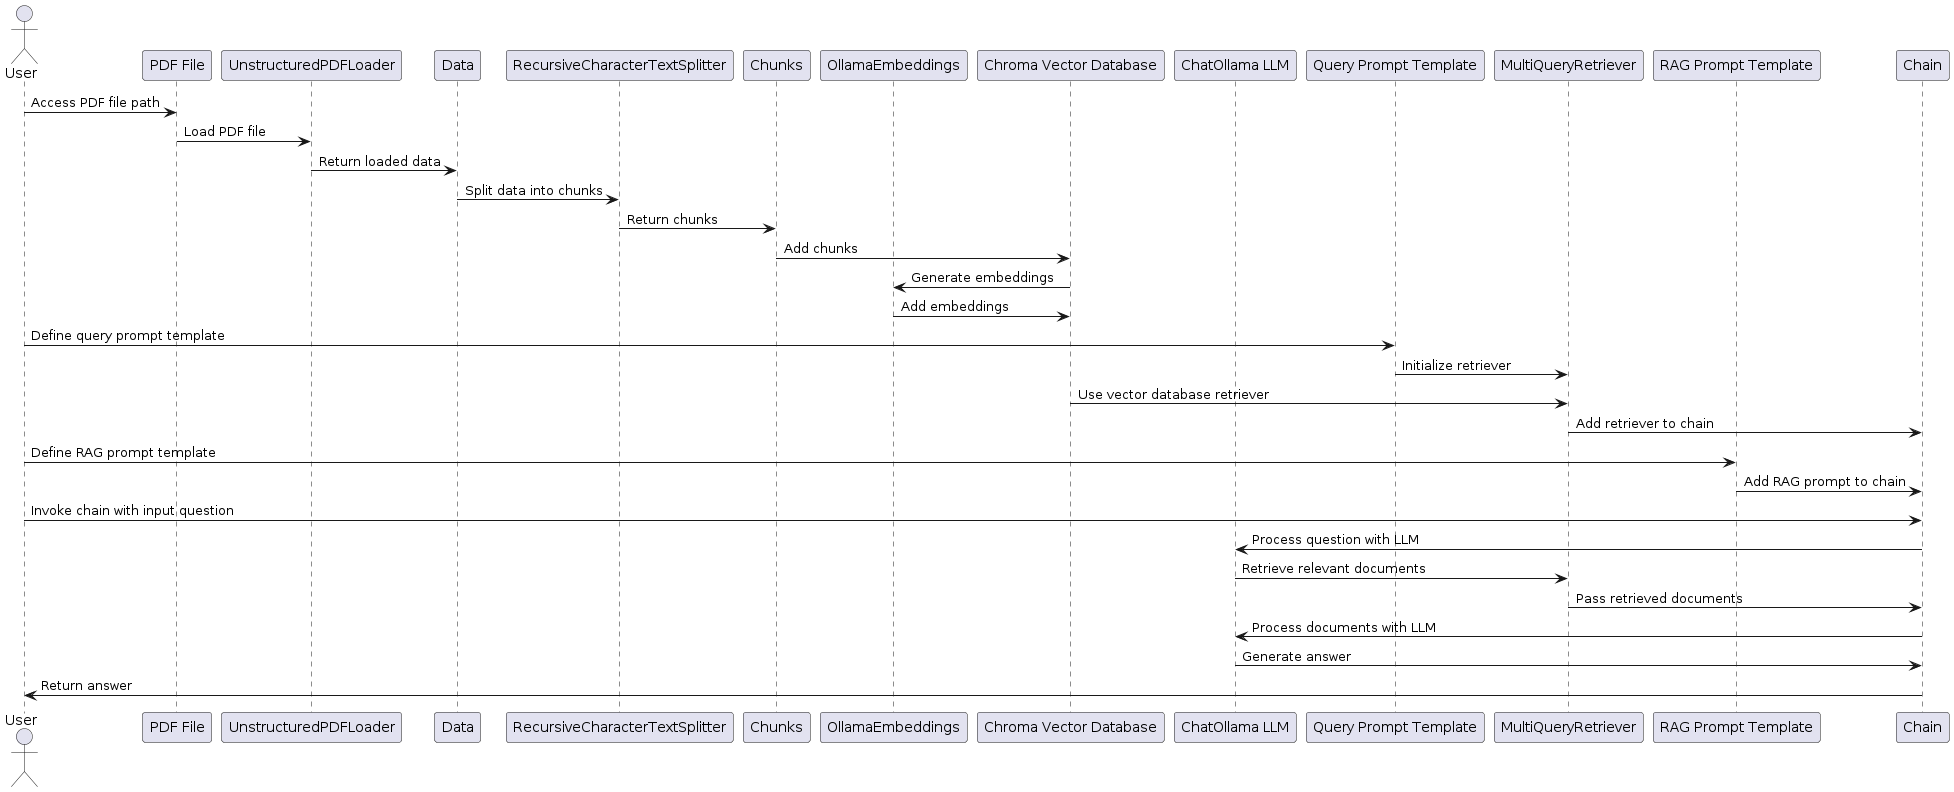 User
PDF File
UnstructuredPDFLoader
Data
RecursiveCharacterTextSplitter
Chunks
OllamaEmbeddings
Chroma Vector Database
ChatOllama LLM
Query Prompt Template
MultiQueryRetriever
RAG Prompt Template
Chain
Access PDF file path
Load PDF file
Return loaded data
Split data into chunks
Return chunks
Add chunks
Generate embeddings
Add embeddings
Define query prompt template
Initialize retriever
Use vector database retriever
Add retriever to chain
Define RAG prompt template
Add RAG prompt to chain
Invoke chain with input question
Process question with LLM
Retrieve relevant documents
Pass retrieved documents
Process documents with LLM
Generate answer
Return answer
User
PDF File
UnstructuredPDFLoader
Data
RecursiveCharacterTextSplitter
Chunks
OllamaEmbeddings
Chroma Vector Database
ChatOllama LLM
Query Prompt Template
MultiQueryRetriever
RAG Prompt Template
Chain